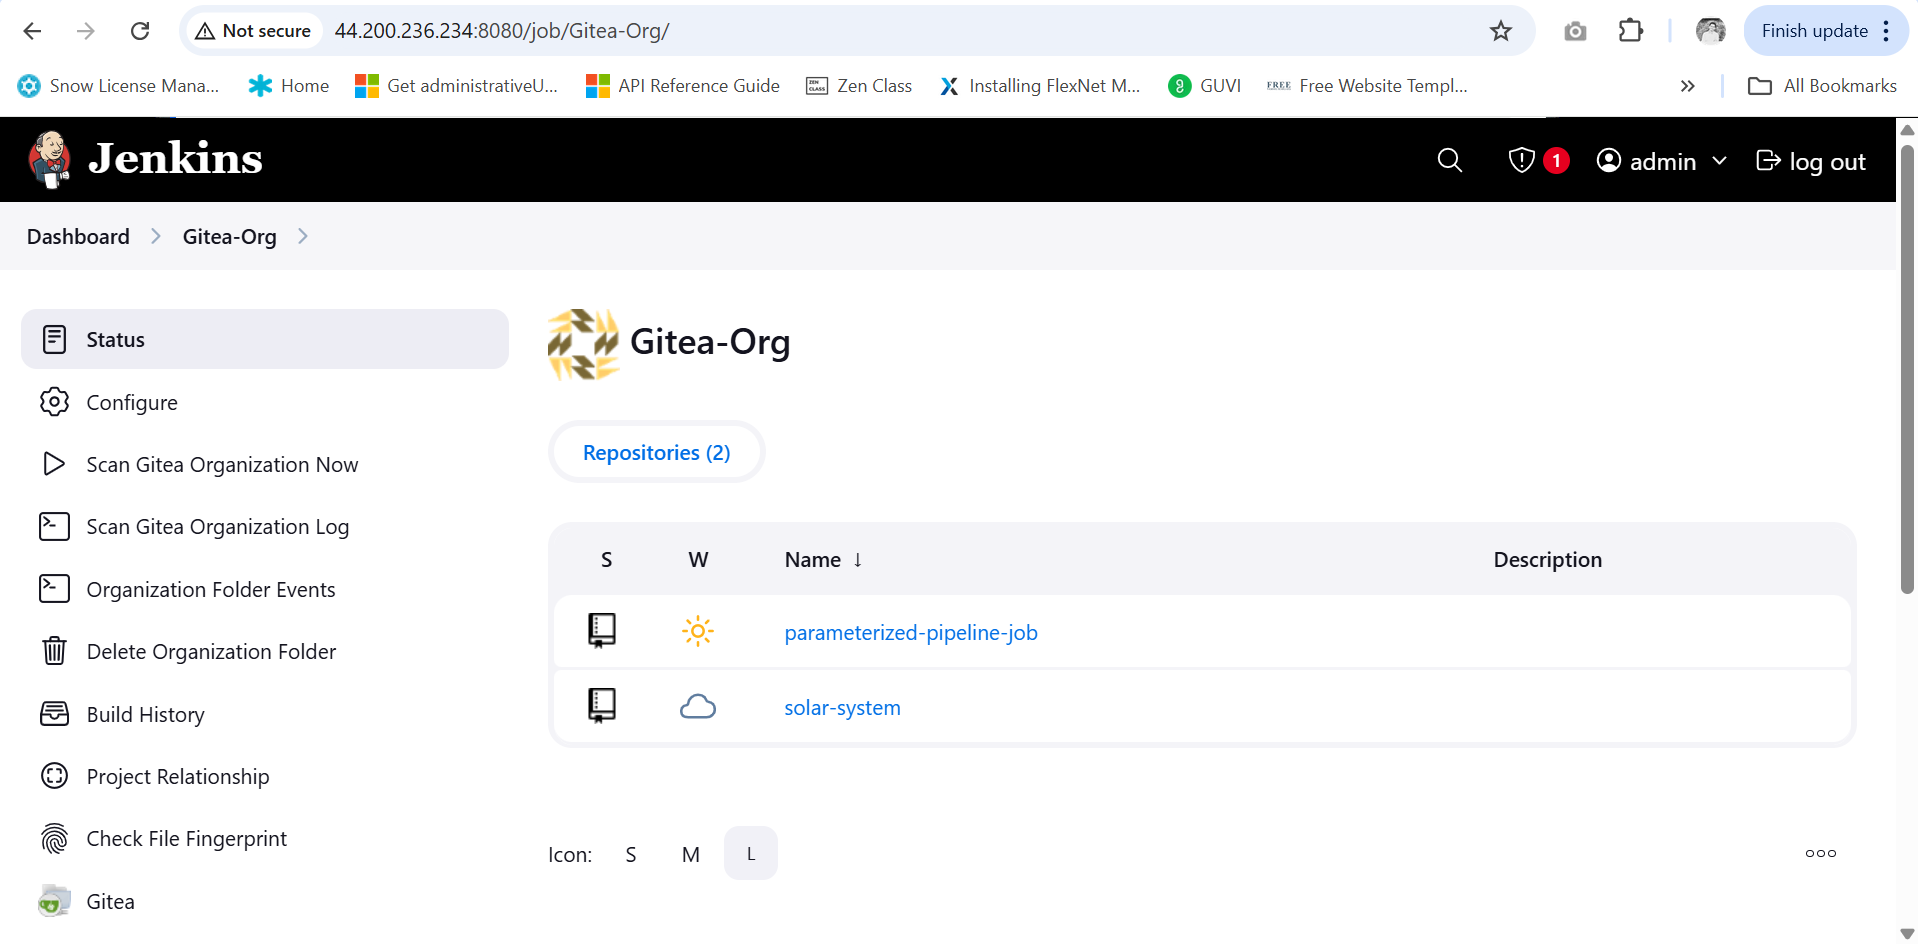 Not secure 44.200.236.234:8080/job/Gitea-Org/ Finish update
Snow License Mana... Home Get administrativeU... API Reference Guide ZEN CLASS Zen Class Installing FlexNet M... GUVI FREE Free Website Templ... All Bookmarks
Jenkins 1 admin log out
Dashboard Gitea-Org
Status
Configure
Scan Gitea Organization Now
Scan Gitea Organization Log
Organization Folder Events
Delete Organization Folder
Build History
Project Relationship
Check File Fingerprint
Gitea
Gitea-Org
Repositories (2)
S W Name ↓ Description
parameterized-pipeline-job
solar-system
Icon: S M L